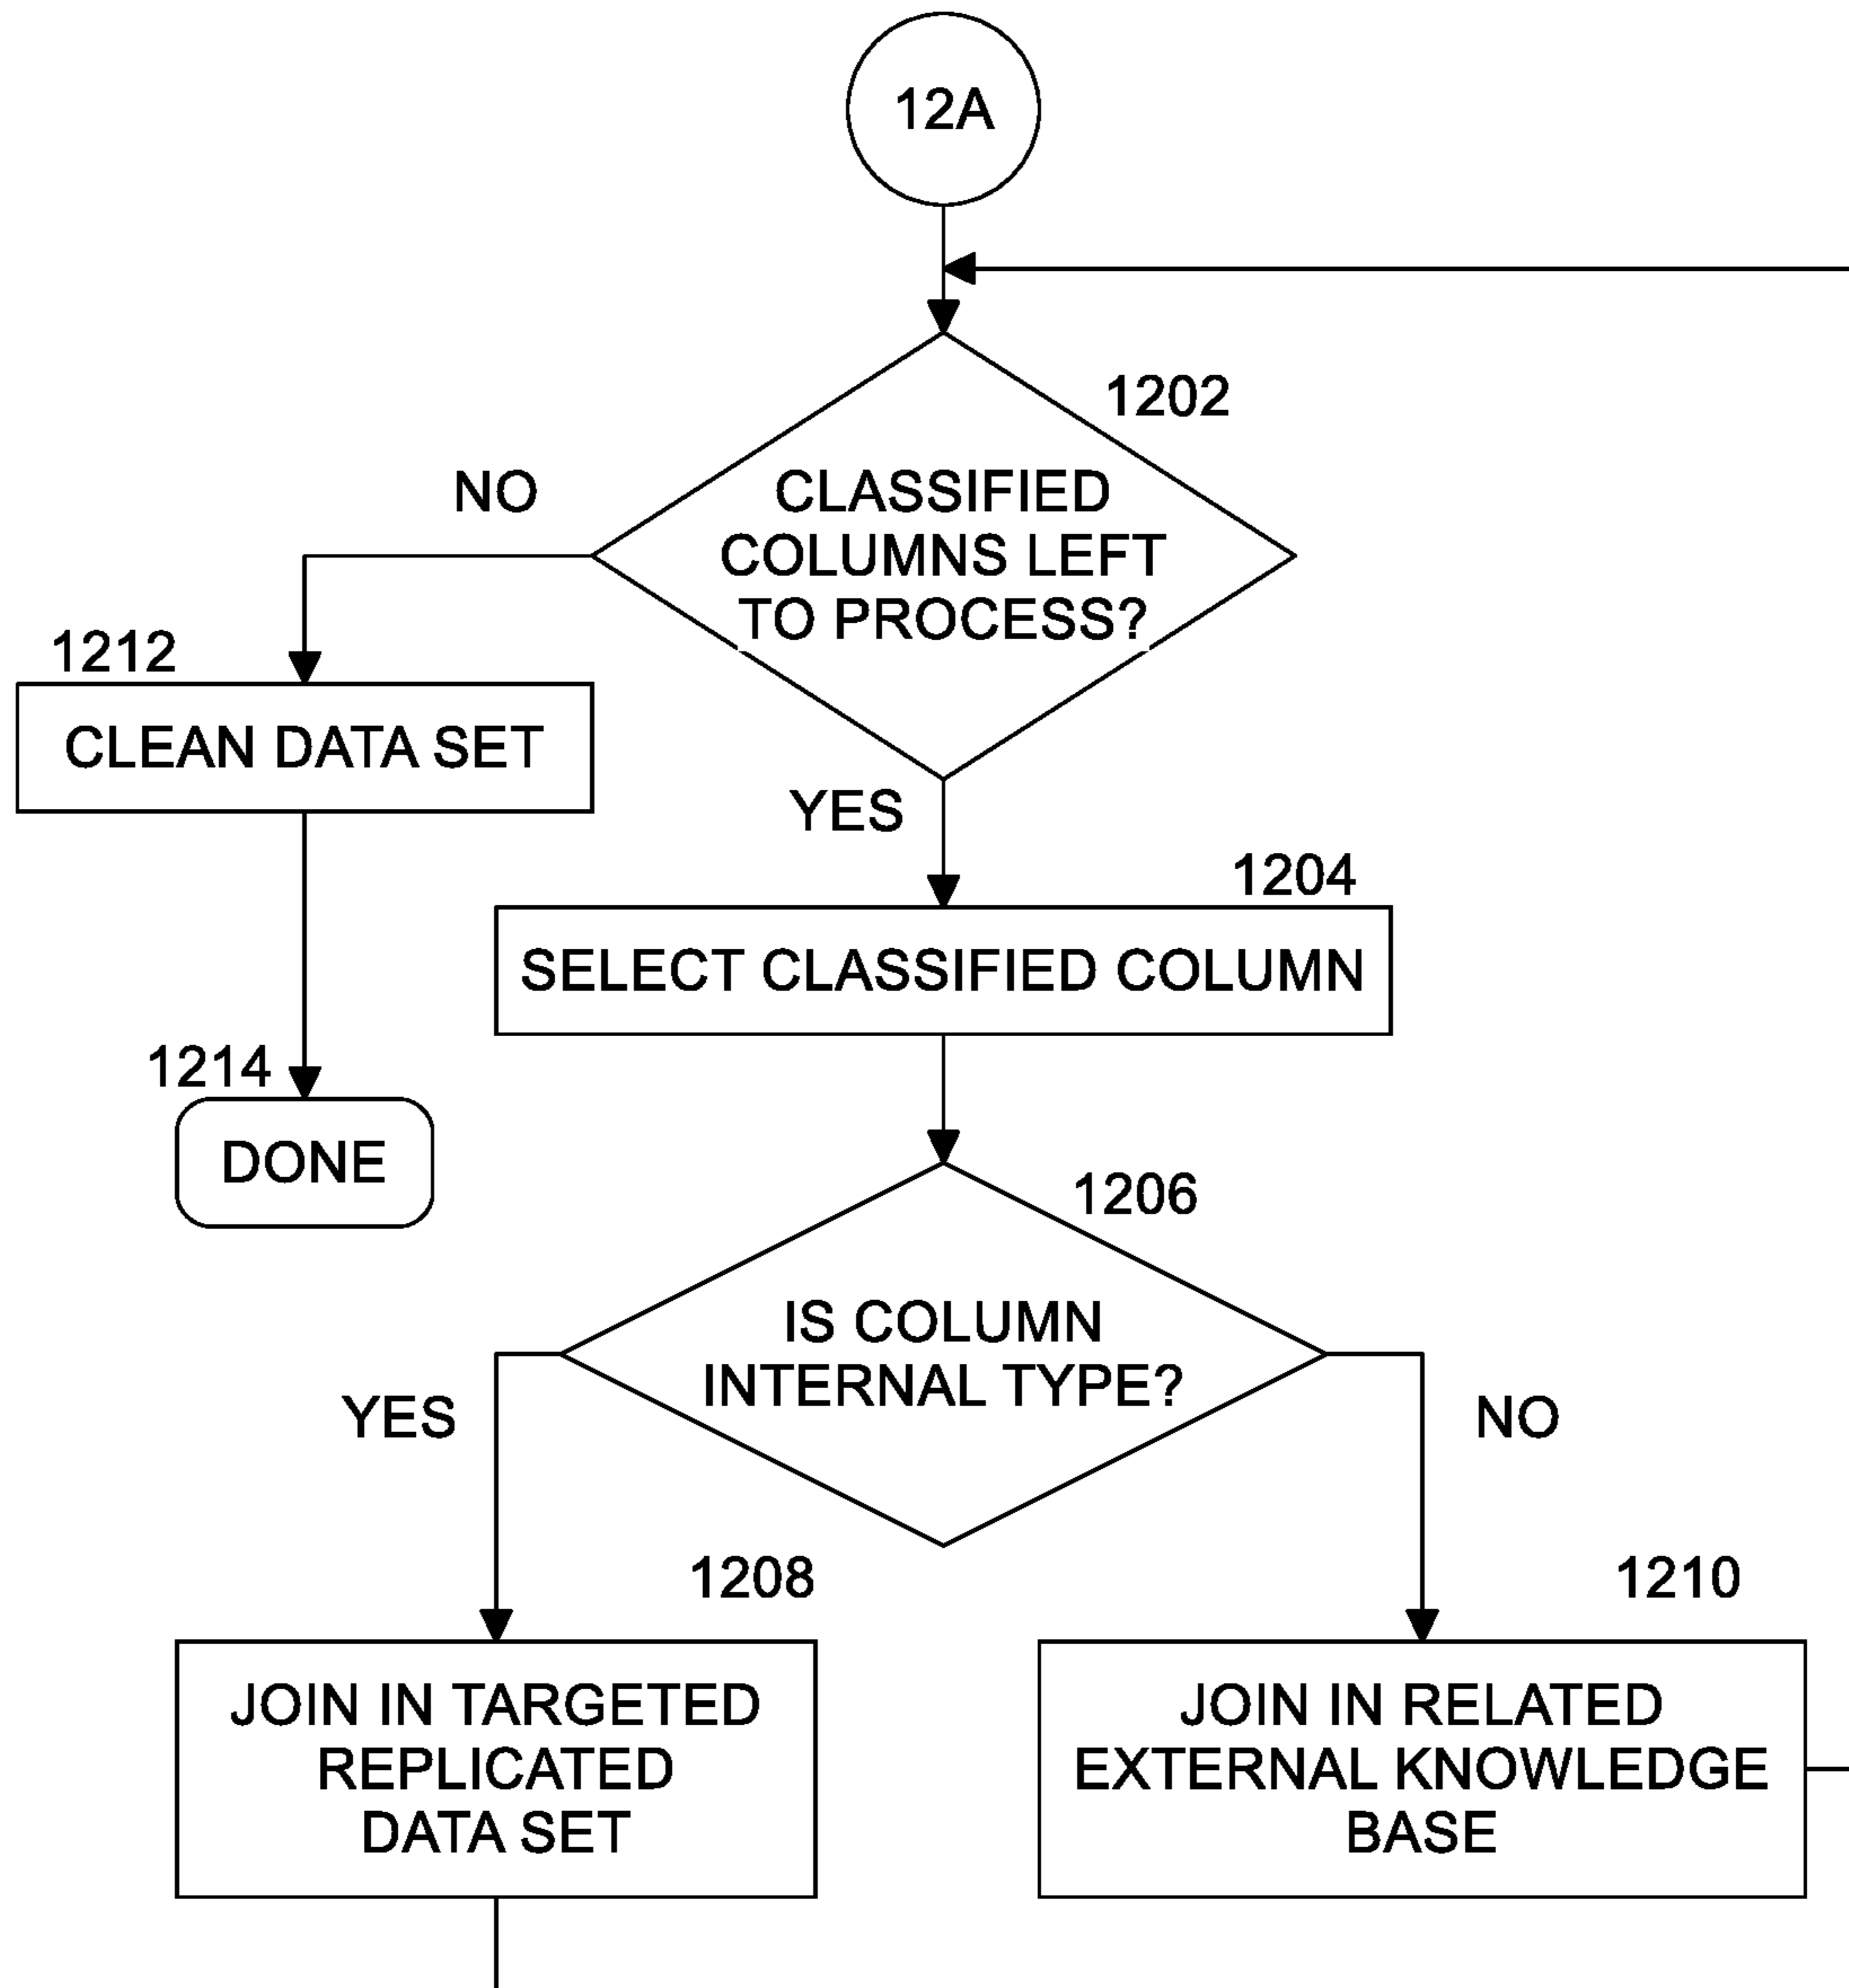 12A
1202
NO
CLASSIFIED
COLUMNS LEFT
TO PROCESS?
1212
CLEAN DATA SET
YES
1204
SELECT CLASSIFIED COLUMN
1214
DONE
1206
IS COLUMN
INTERNAL TYPE?
YES
NO
1208
1210
JOIN IN TARGETED
REPLICATED
DATA SET
JOIN IN RELATED
EXTERNAL KNOWLEDGE
BASE